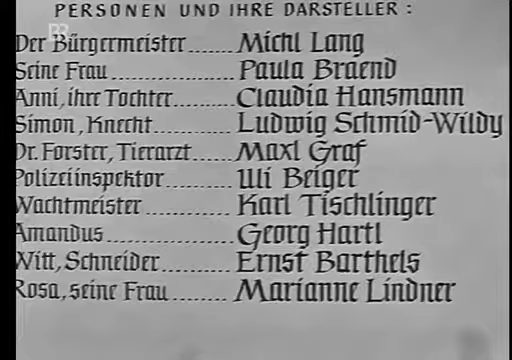 BR
PERSONEN UND IHRE DARSTELLER :
Der Bürgermeister ....... Michl Lang
Seine Frau .................. Paula Braend
Anni, ihre Tochter ......... Claudia Hansmann
Simon, Knecht ............ Ludwig Schmid-Wildy
Dr. Forster, Tierarzt ...... Maxl Graf
Polizeiinspektor .......... Uli Beiger
Wachtmeister ............. Karl Tischlinger
Amandus ................... Georg Hartl
Witt, Schneider .......... Ernst Barthels
Rosa, seine Frau ........ Marianne Lindner